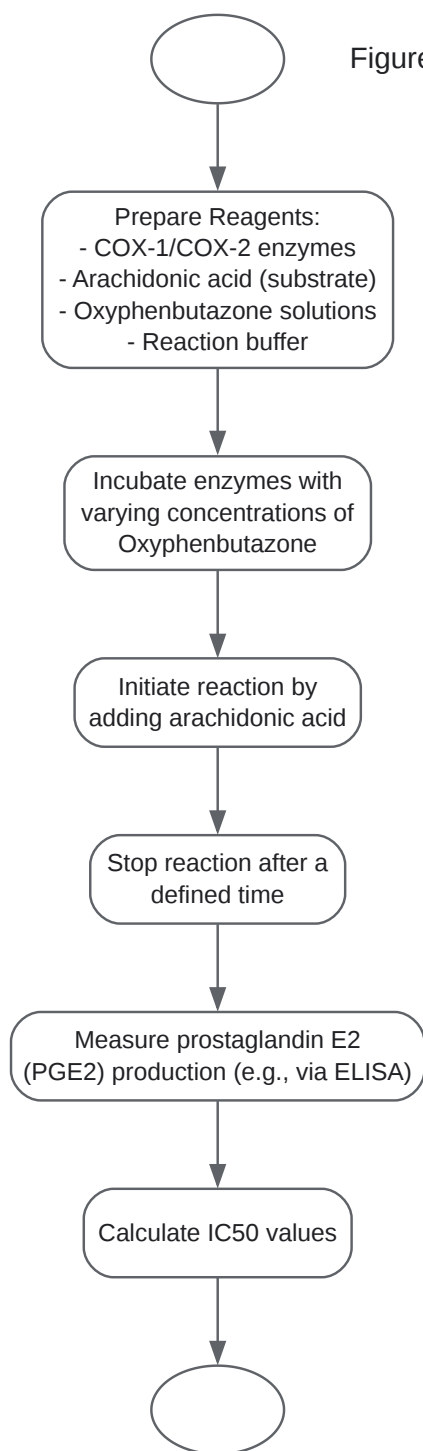 Figure
Prepare Reagents:
- COX-1/COX-2 enzymes
- Arachidonic acid (substrate)
- Oxyphenbutazone solutions
- Reaction buffer
Incubate enzymes with
varying concentrations of
Oxyphenbutazone
Initiate reaction by
adding arachidonic acid
Stop reaction after a
defined time
Measure prostaglandin E2
(PGE2) production (e.g., via ELISA)
Calculate IC50 values